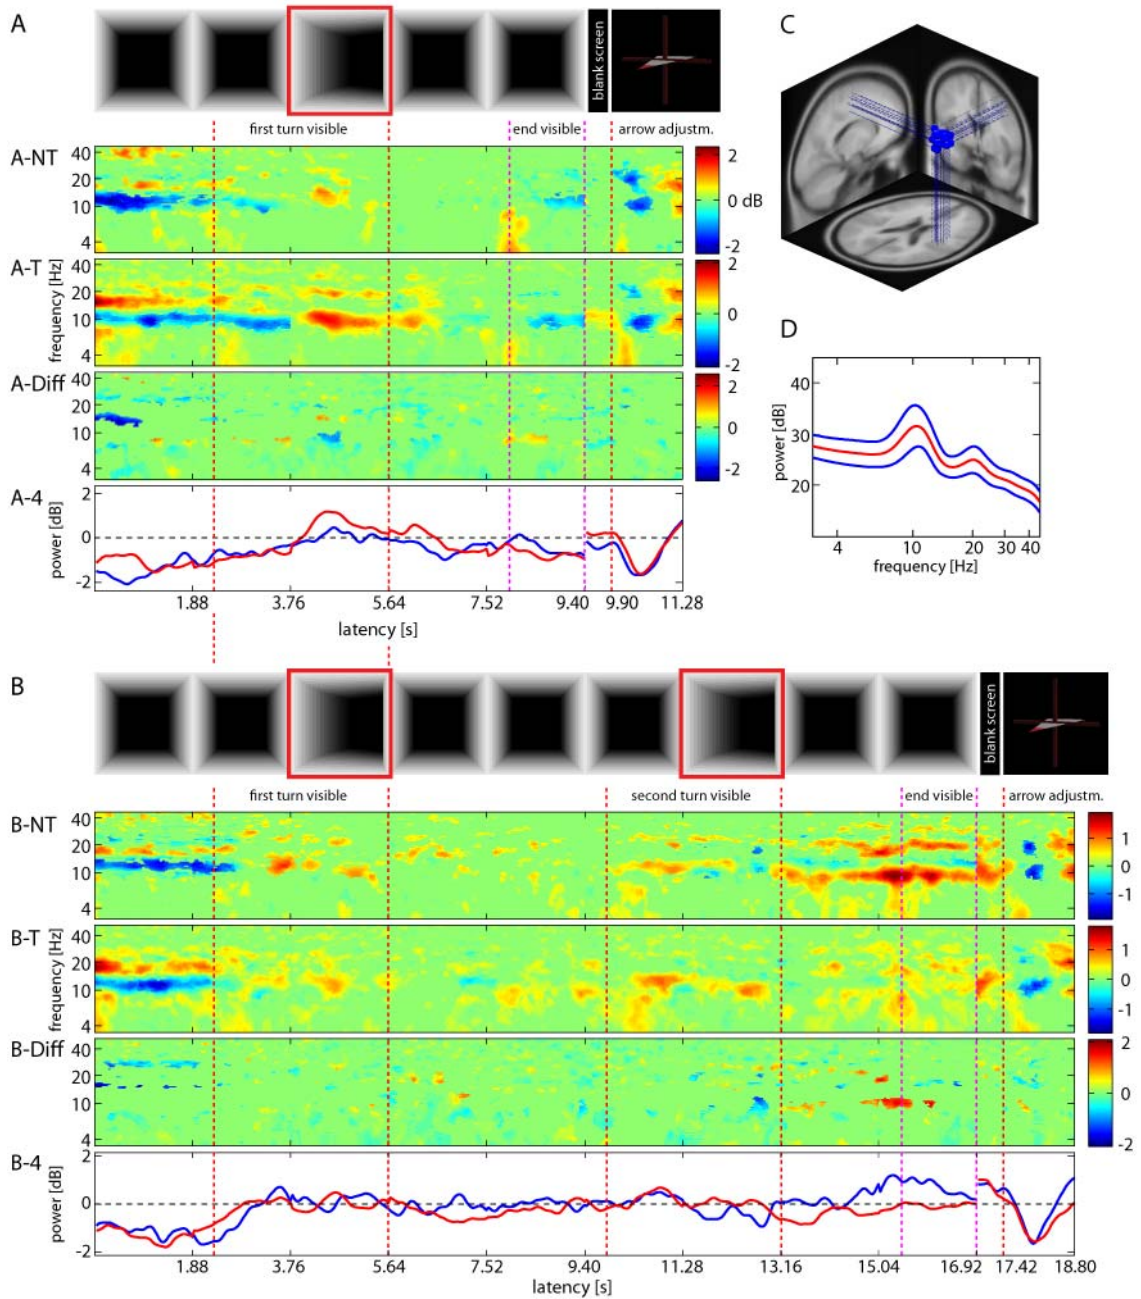 A
blank screen
C
first turn visible
end visible
arrow adjustm.
A-NT
40
20
10
4
2
0 dB
-2
A-T
frequency [Hz]
40
20
10
4
2
0
-2
A-Diff
40
20
10
4
2
0
-2
A-4
power [dB]
2
0
-2
1.88 3.76 5.64 7.52 9.40 9.90 11.28
latency [s]
D
power [dB]
40
30
20
4 10 20 30 40
frequency [Hz]
B
blank screen
first turn visible
second turn visible
end visible
arrow adjustm.
B-NT
40
20
10
4
1
0
-1
B-T
frequency [Hz]
40
20
10
4
1
0
-1
B-Diff
40
20
10
4
2
1
0
-1
-2
B-4
power [dB]
2
0
-2
1.88 3.76 5.64 7.52 9.40 11.28 13.16 15.04 16.92 17.42 18.80
latency [s]